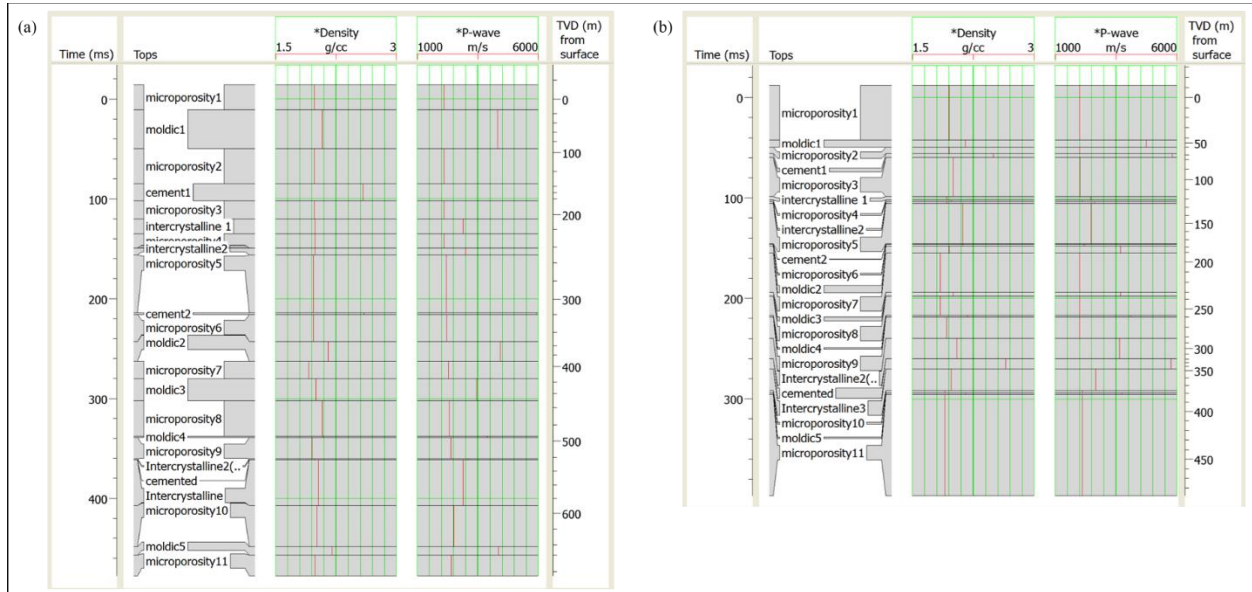 (a)
Time (ms)
Tops
*Density
1.5 g/cc 3
*P-wave
1000 m/s 6000
TVD (m)
from
surface
0
100
200
300
400
microporosity1
moldic1
microporosity2
cement1
microporosity3
intercrystalline 1
microporosity4
intercrystalline2
microporosity5
cement2
microporosity6
moldic2
microporosity7
moldic3
microporosity8
moldic4
microporosity9
Intercrystalline2(..
cemented
Intercrystalline
microporosity10
moldic5
microporosity11
0
100
200
300
400
500
600
(b)
Time (ms)
Tops
*Density
1.5 g/cc 3
*P-wave
1000 m/s 6000
TVD (m)
from
surface
0
100
200
300
microporosity1
moldic1
microporosity2
cement1
microporosity3
intercrystalline 1
microporosity4
intercrystalline2
microporosity5
cement2
microporosity6
moldic2
microporosity7
moldic3
microporosity8
moldic4
microporosity9
Intercrystalline2(..
cemented
Intercrystalline3
microporosity10
moldic5
microporosity11
0
50
100
150
200
250
300
350
400
450